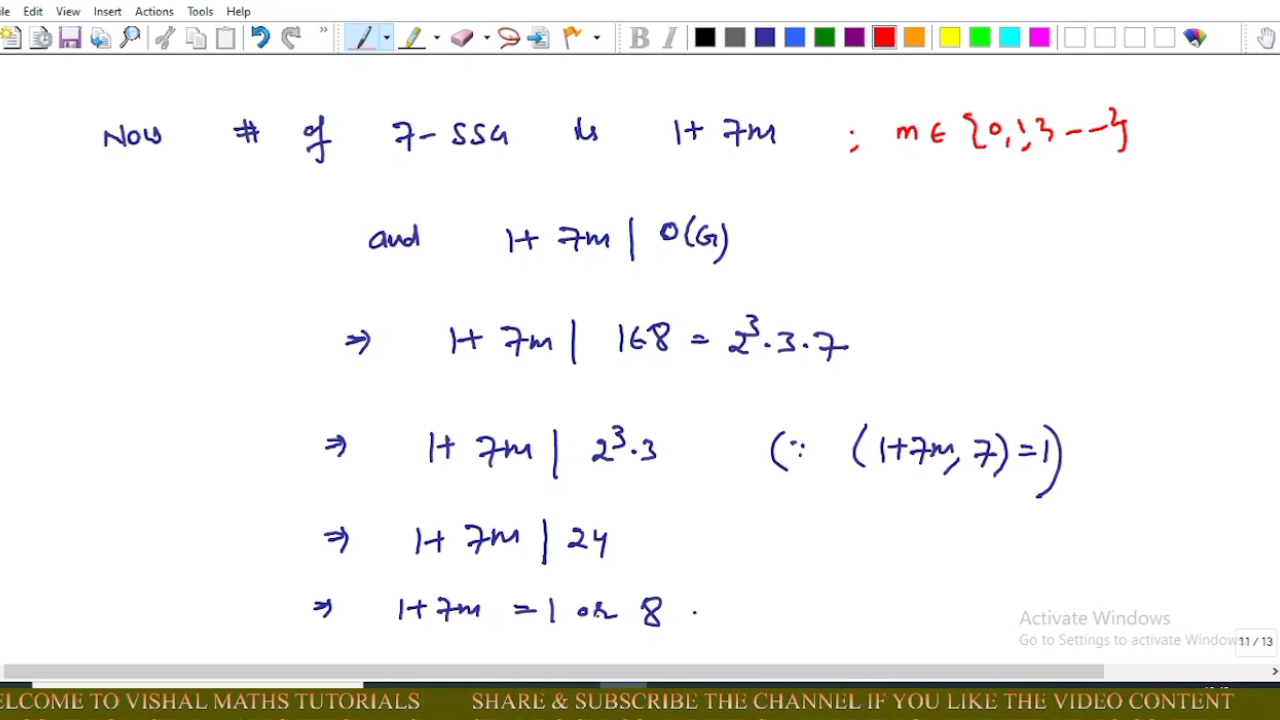 ile Edit View Insert Actions Tools Help
Now # of 7-SSG is 1+7m ; m ∈ {0,1,2 ---}
and 1+7m | O(G)
⇒ 1+7m | 168 = 2³·3·7
⇒ 1+7m | 2³·3 (∵ (1+7m, 7)=1)
⇒ 1+7m | 24
⇒ 1+7m = 1 or 8 .
Activate Windows
Go to Settings to activate Window
11 / 13
ELCOME TO VISHAL MATHS TUTORIALS SHARE & SUBSCRIBE THE CHANNEL IF YOU LIKE THE VIDEO CONTENT